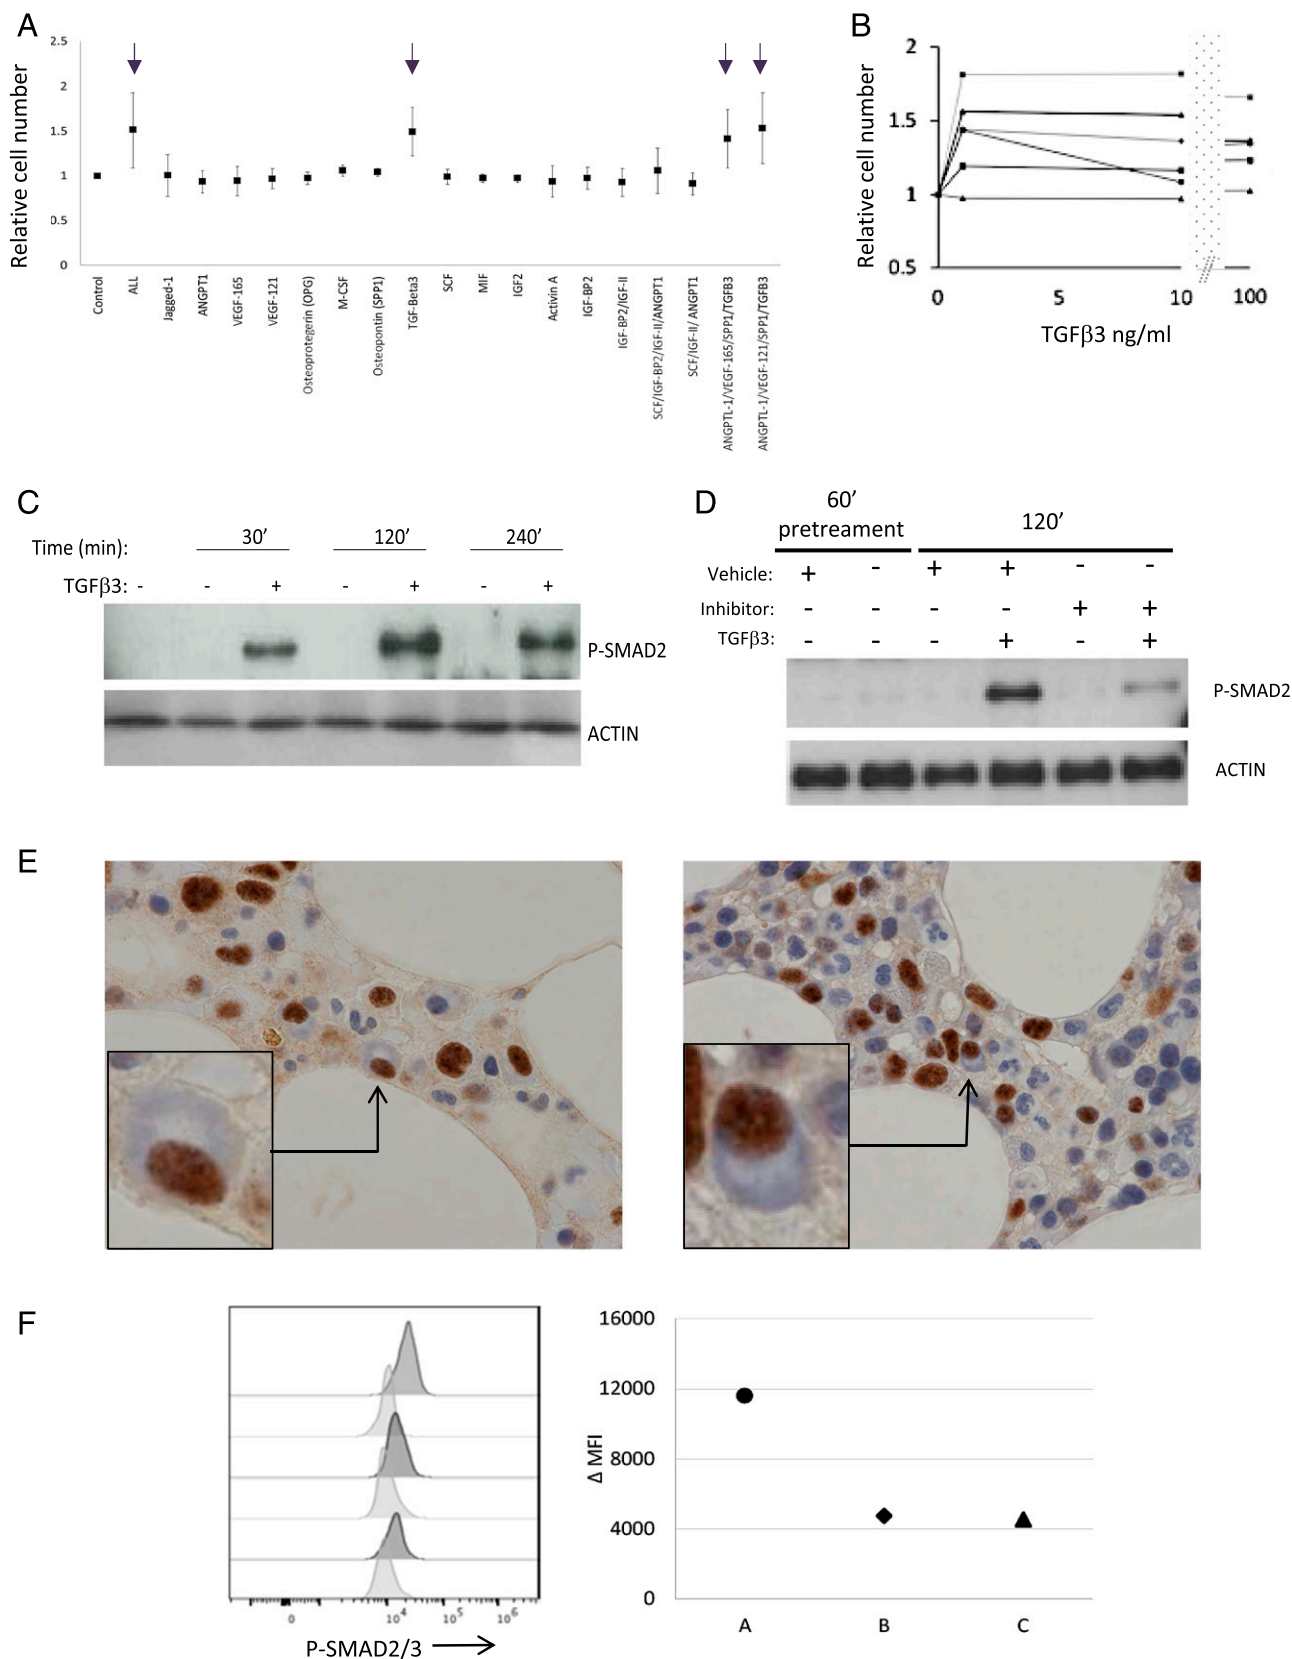 A
Relative cell number
2.5
2
1.5
1
0.5
0
Control
ALL
Jagged-1
ANGPT1
VEGF-165
VEGF-121
Osteoprotegerin (OPG)
M-CSF
Osteopontin (SPP1)
TGF-Beta3
SCF
MIF
IGF2
Activin A
IGF-BP2
IGF-BP2/IGF-II
SCF/IGF-BP2/IGF-II/ANGPT1
SCF/IGF-II/ ANGPT1
ANGPTL-1/VEGF-165/SPP1/TGFB3
ANGPTL-1/VEGF-121/SPP1/TGFB3
B
Relative cell number
2
1.5
1
0.5
0 5 10 100
TGFβ3 ng/ml
C
Time (min): 30’ 120’ 240’
TGFβ3: - - + - + - +
P-SMAD2
ACTIN
D
60’
pretreament
120’
Vehicle: + - + + - -
Inhibitor: - - - - + +
TGFβ3: - - - + - +
P-SMAD2
ACTIN
E
F
0 10⁴ 10⁵ 10⁶
P-SMAD2/3
Δ MFI
16000
12000
8000
4000
0
A B C